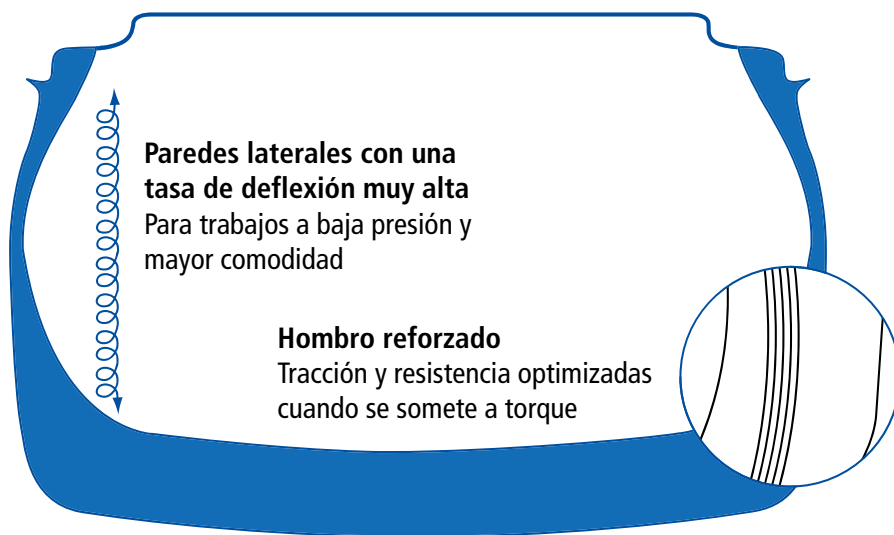 Paredes laterales con una
tasa de deflexión muy alta
Para trabajos a baja presión y
mayor comodidad
Hombro reforzado
Tracción y resistencia optimizadas
cuando se somete a torque